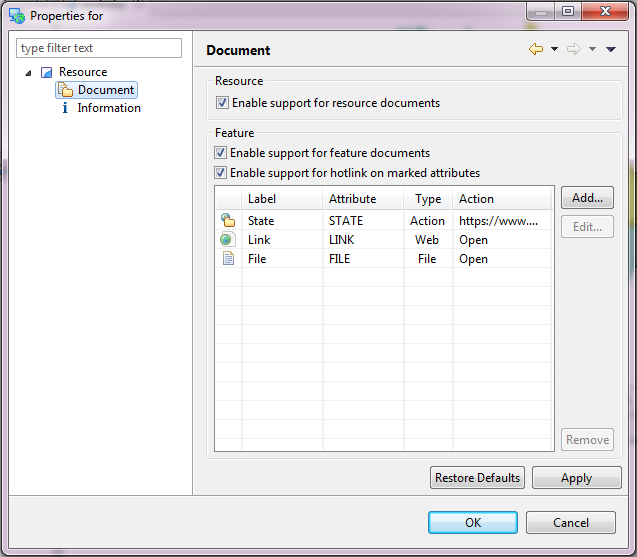 Properties for
type filter text
Resource
Document
Information
Document
Resource
Enable support for resource documents
Feature
Enable support for feature documents
Enable support for hotlink on marked attributes
Label Attribute Type Action
State STATE Action https://www....
Link LINK Web Open
File FILE File Open
Add...
Edit...
Remove
Restore Defaults Apply
OK Cancel